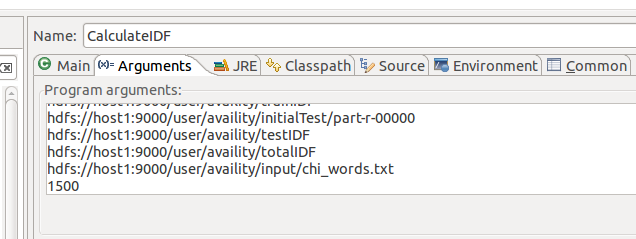 Name: CalculateIDF
Main (x)= Arguments JRE Classpath Source Environment Common
Program arguments:
hdfs://host1:9000/user/availity/trainIDF
hdfs://host1:9000/user/availity/initialTest/part-r-00000
hdfs://host1:9000/user/availity/testIDF
hdfs://host1:9000/user/availity/totalIDF
hdfs://host1:9000/user/availity/input/chi_words.txt
1500